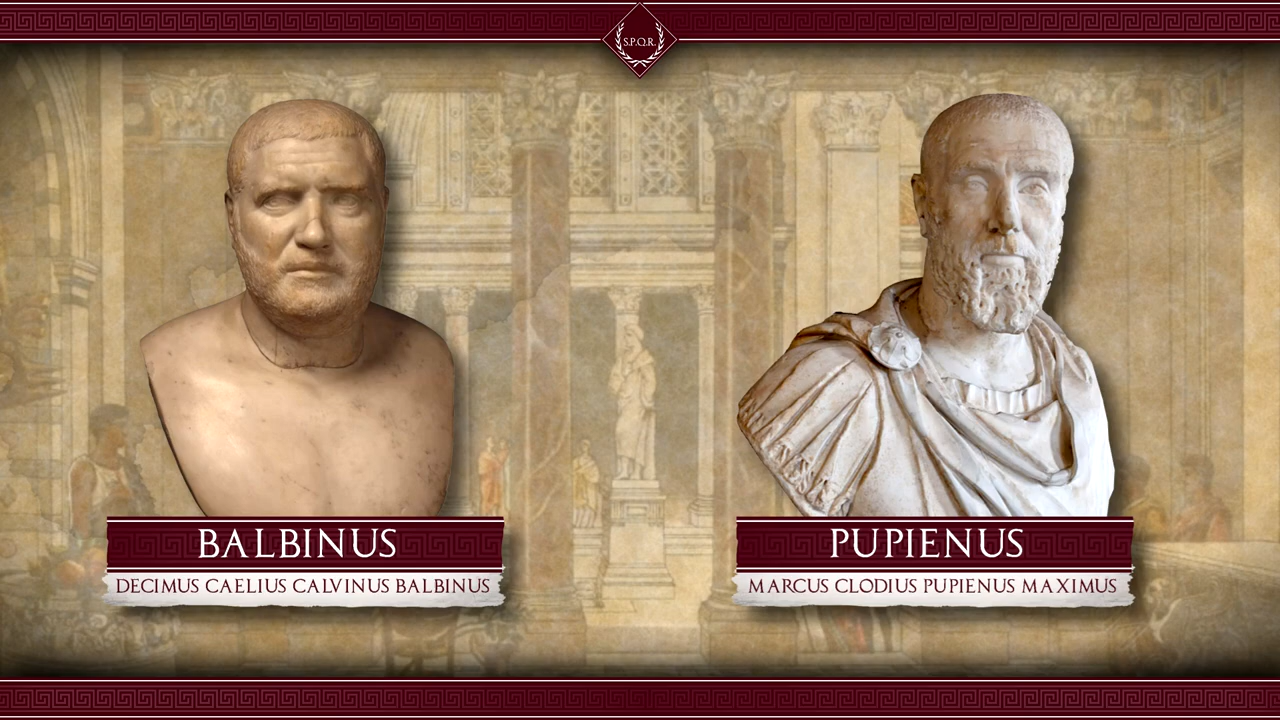 S.P.Q.R.
BALBINUS
DECIMUS CAELIUS CALVINUS BALBINUS
PUPIENUS
MARCUS CLODIUS PUPIENUS MAXIMUS